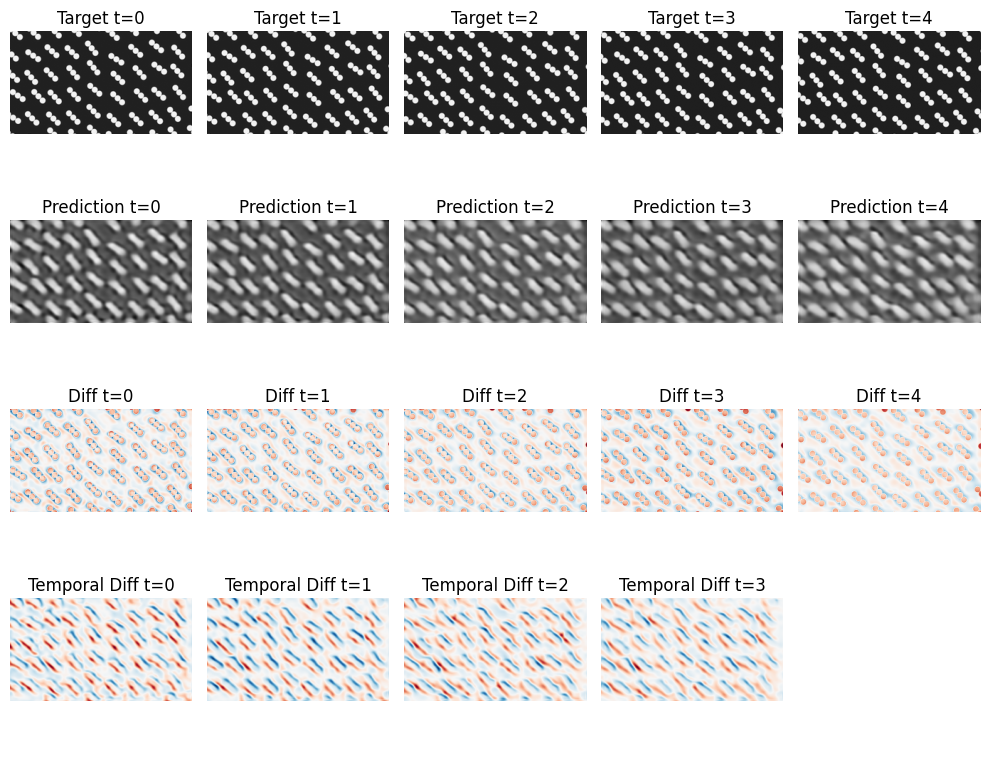 Target t=0 Target t=1 Target t=2 Target t=3 Target t=4
Prediction t=0 Prediction t=1 Prediction t=2 Prediction t=3 Prediction t=4
Diff t=0 Diff t=1 Diff t=2 Diff t=3 Diff t=4
Temporal Diff t=0 Temporal Diff t=1 Temporal Diff t=2 Temporal Diff t=3